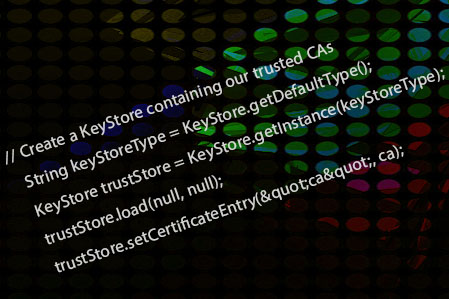 // Create a KeyStore containing our trusted CAs
String keyStoreType = KeyStore.getDefaultType();
KeyStore trustStore = KeyStore.getInstance(keyStoreType);
trustStore.load(null, null);
trustStore.setCertificateEntry(&quot;ca&quot;, ca);